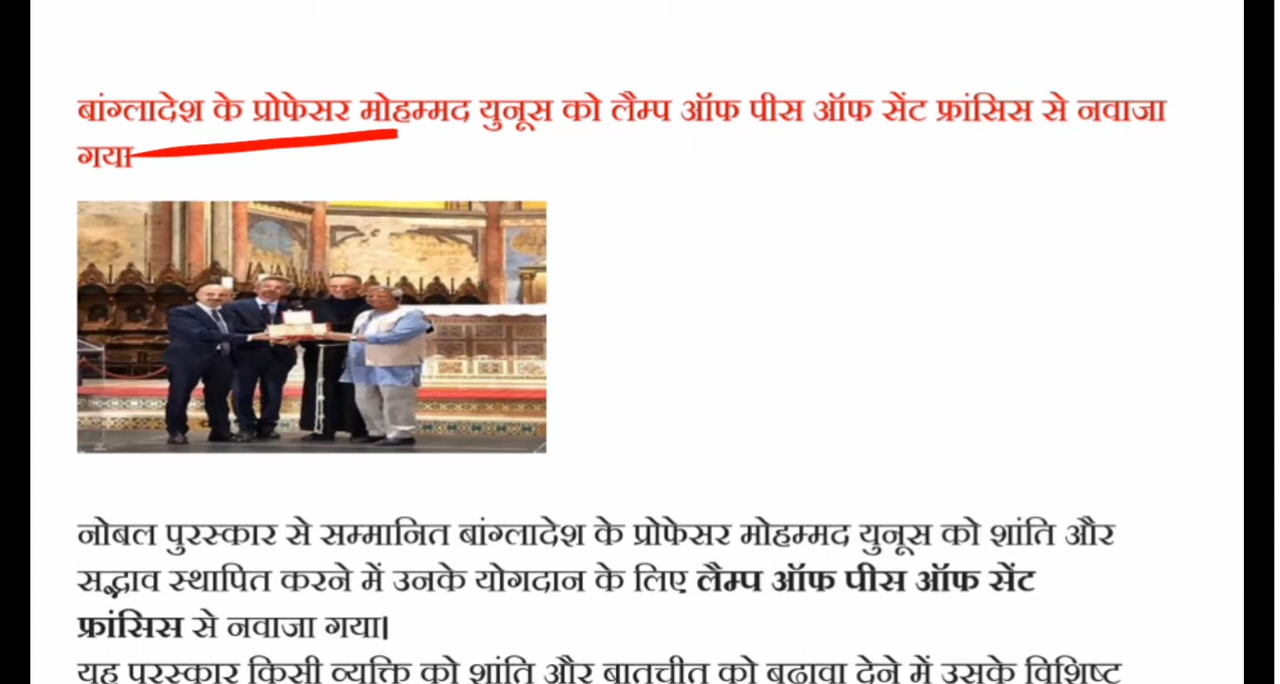 बांग्लादेश के प्रोफेसर मोहम्मद युनूस को लैम्प ऑफ पीस ऑफ सेंट फ्रांसिस से नवाजा
गया
नोबल पुरस्कार से सम्मानित बांग्लादेश के प्रोफेसर मोहम्मद युनूस को शांति और
सद्भाव स्थापित करने में उनके योगदान के लिए लैम्प ऑफ पीस ऑफ सेंट
फ्रांसिस से नवाजा गया।
यह पुरस्कार किसी व्यक्ति को शांति और बातचीत को बढ़ावा देने में उसके विशिष्ट